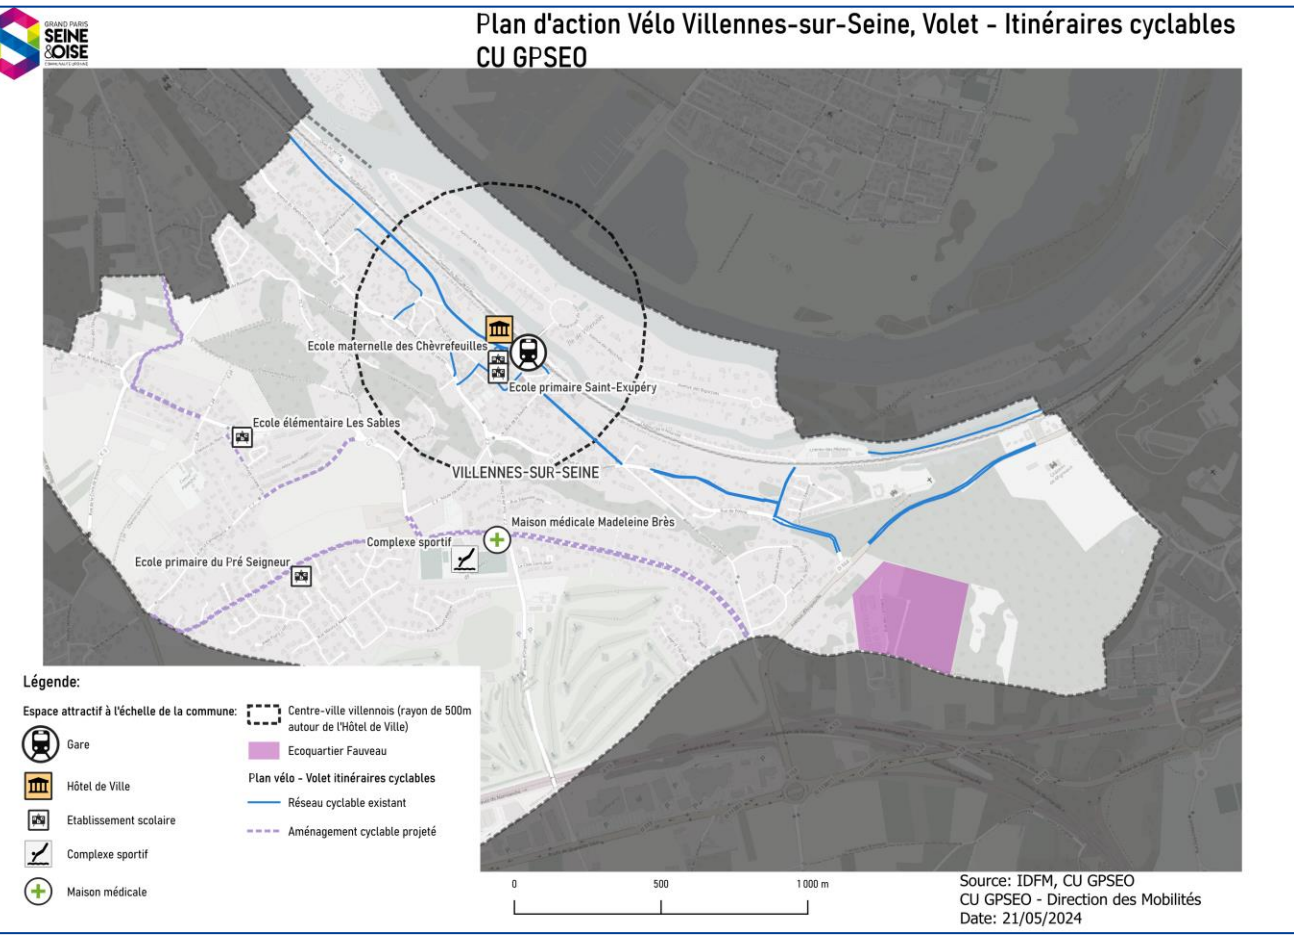 GRAND PARIS
SEINE
&OISE
Plan d'action Vélo Villennes-sur-Seine, Volet - Itinéraires cyclables
CU GPSEO
Ecole maternelle des Chèvrefeuilles
Ecole primaire Saint-Exupéry
Ecole élémentaire Les Sables
VILLENNES-SUR-SEINE
Maison médicale Madeleine Brès
Complexe sportif
Ecole primaire du Pré Seigneur
Légende:
Espace attractif à l'échelle de la commune:
Gare
Hôtel de Ville
Etablissement scolaire
Complexe sportif
Maison médicale
Centre-ville villennois (rayon de 500m
autour de l'Hôtel de Ville)
Ecoquartier Fauveau
Plan vélo - Volet itinéraires cyclables
Réseau cyclable existant
Aménagement cyclable projeté
0 500 1 000 m
Source: IDFM, CU GPSEO
CU GPSEO - Direction des Mobilités
Date: 21/05/2024